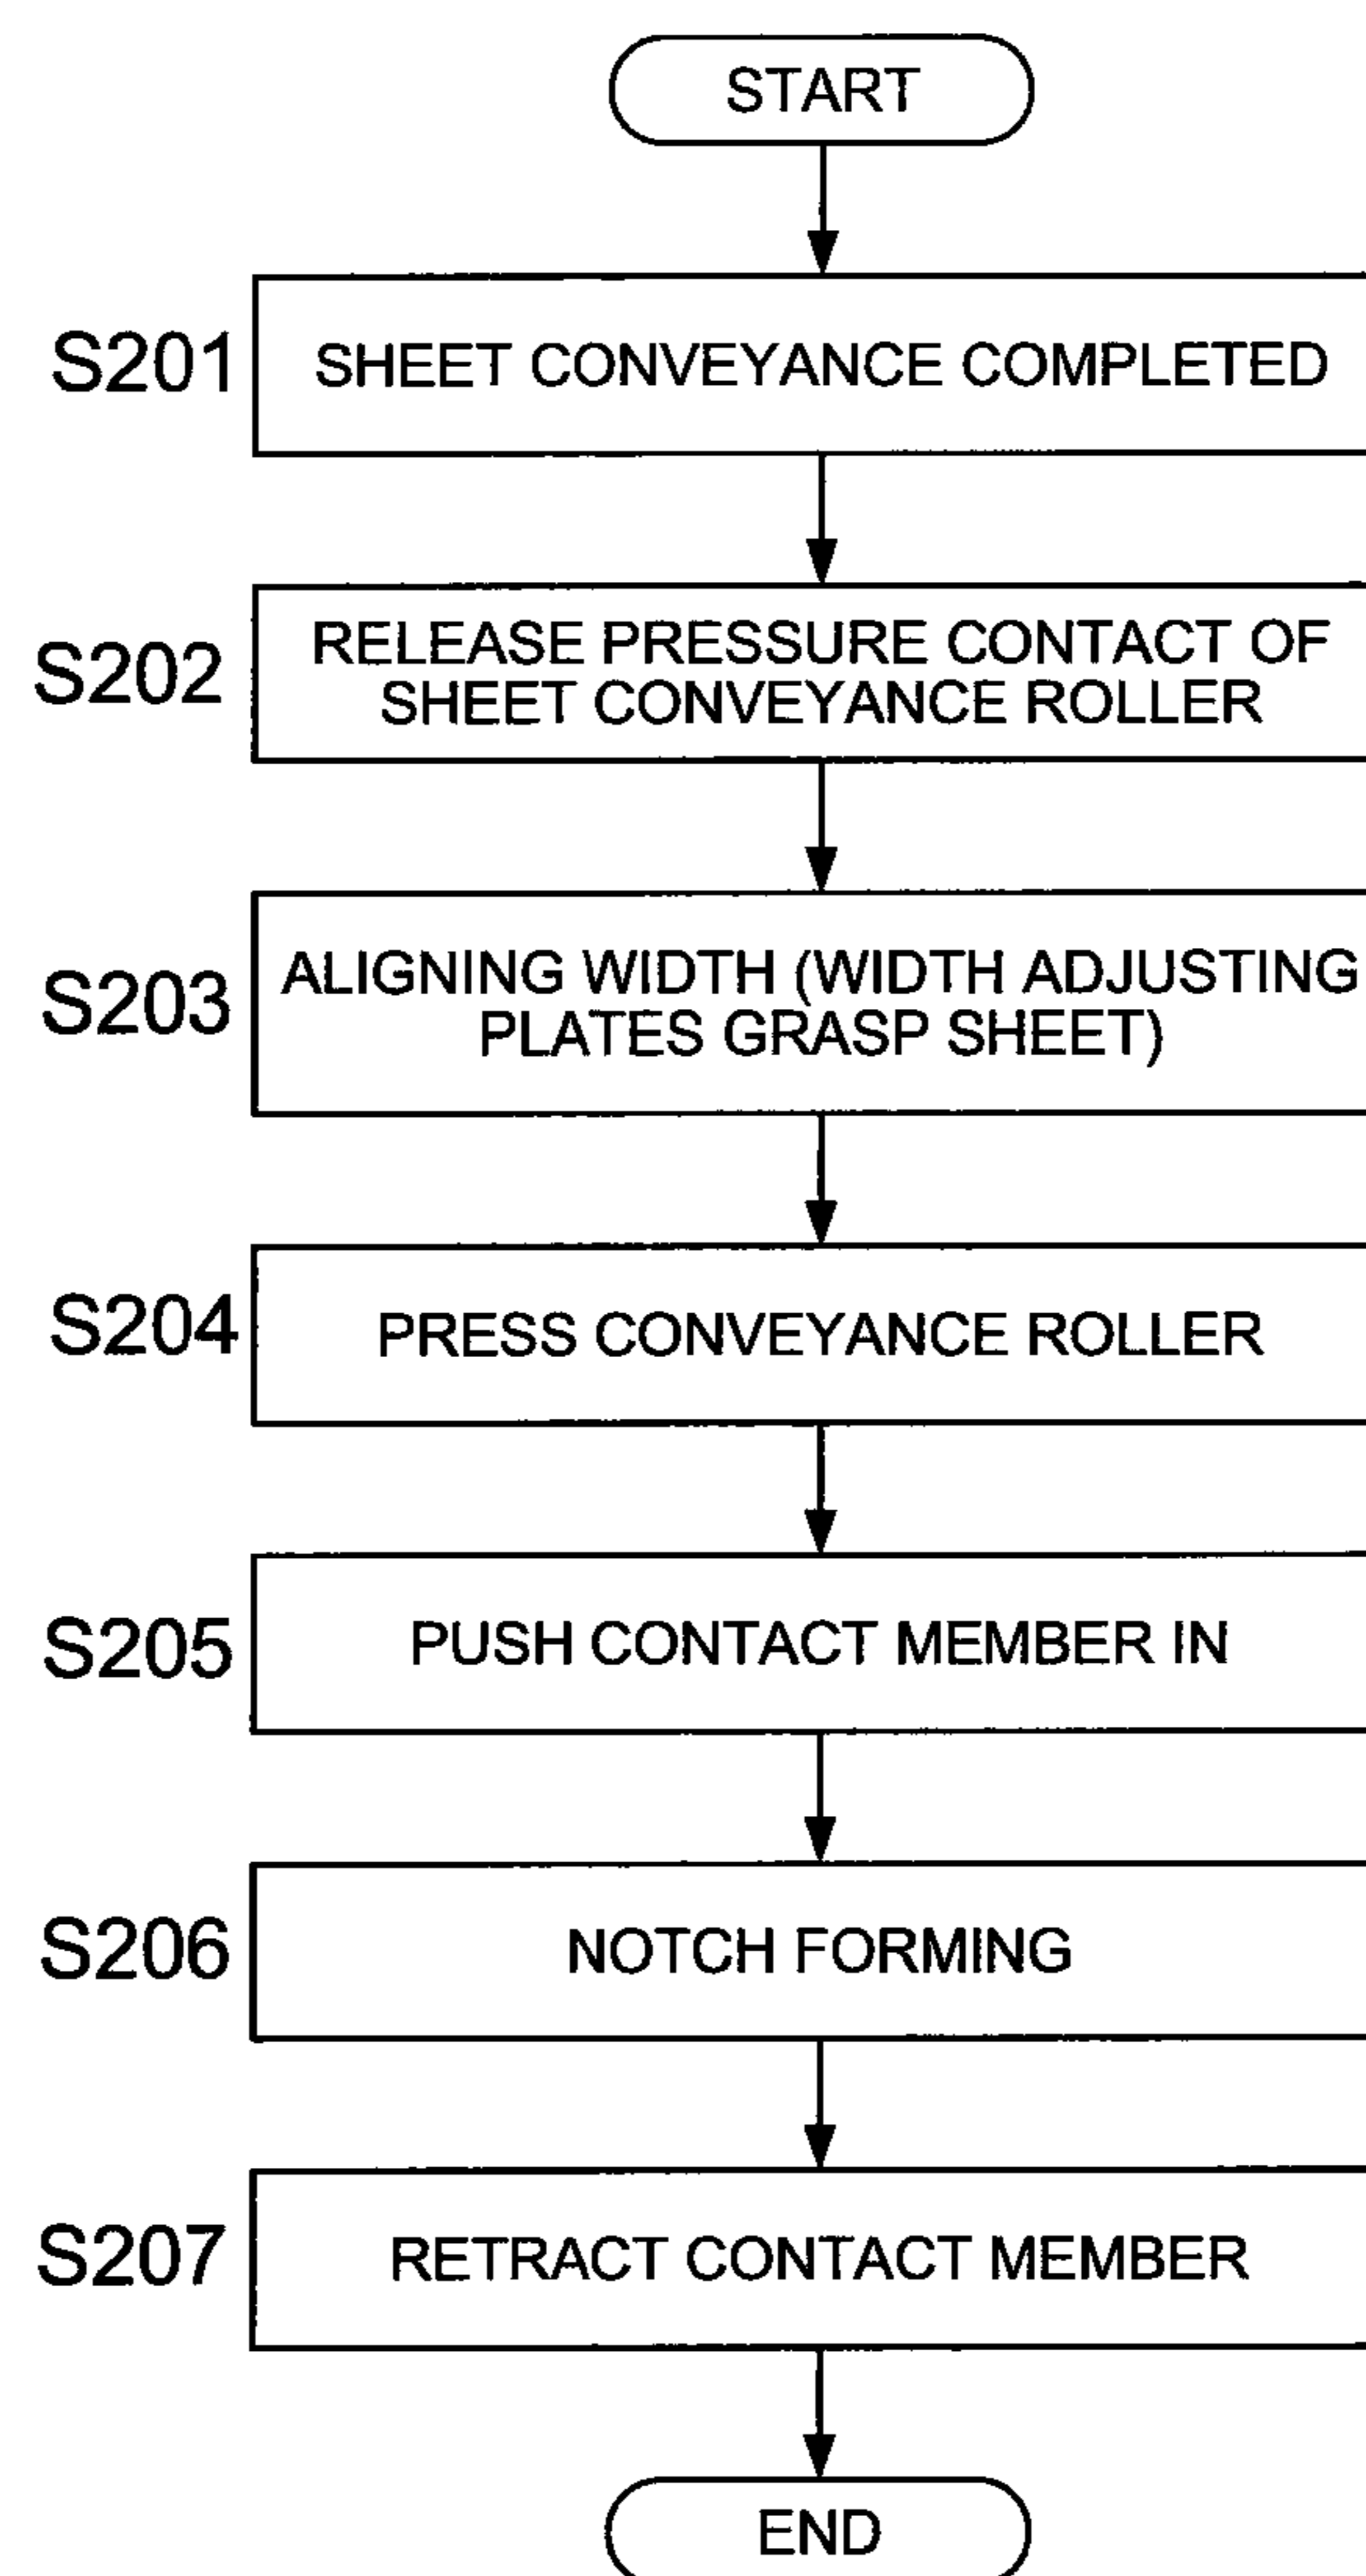 START
S201
SHEET CONVEYANCE COMPLETED
S202
RELEASE PRESSURE CONTACT OF
SHEET CONVEYANCE ROLLER
S203
ALIGNING WIDTH (WIDTH ADJUSTING
PLATES GRASP SHEET)
S204
PRESS CONVEYANCE ROLLER
S205
PUSH CONTACT MEMBER IN
S206
NOTCH FORMING
S207
RETRACT CONTACT MEMBER
END